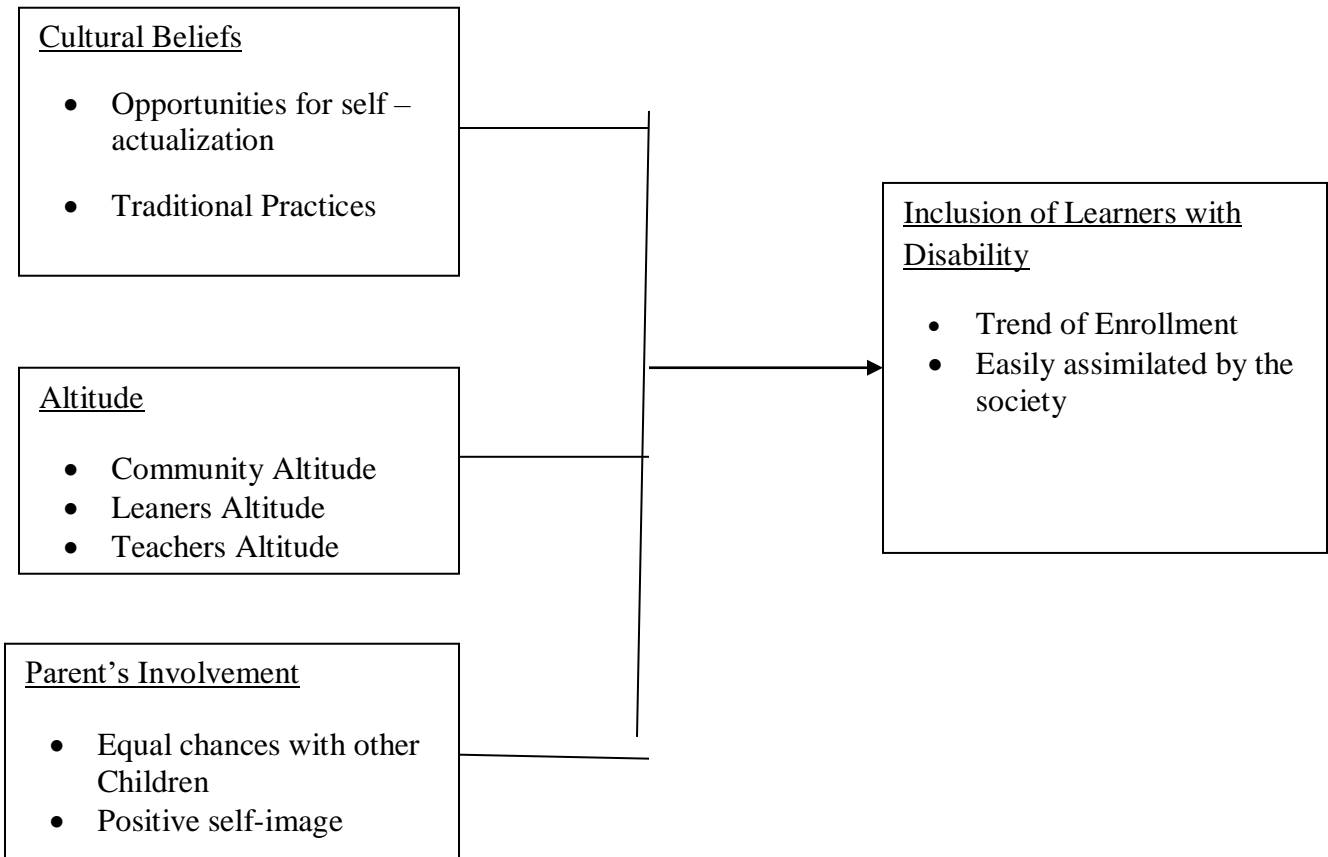 Cultural Beliefs
• Opportunities for self –
actualization
• Traditional Practices
Altitude
• Community Altitude
• Leaners Altitude
• Teachers Altitude
Parent’s Involvement
• Equal chances with other
Children
• Positive self-image
Inclusion of Learners with
Disability
• Trend of Enrollment
• Easily assimilated by the
society